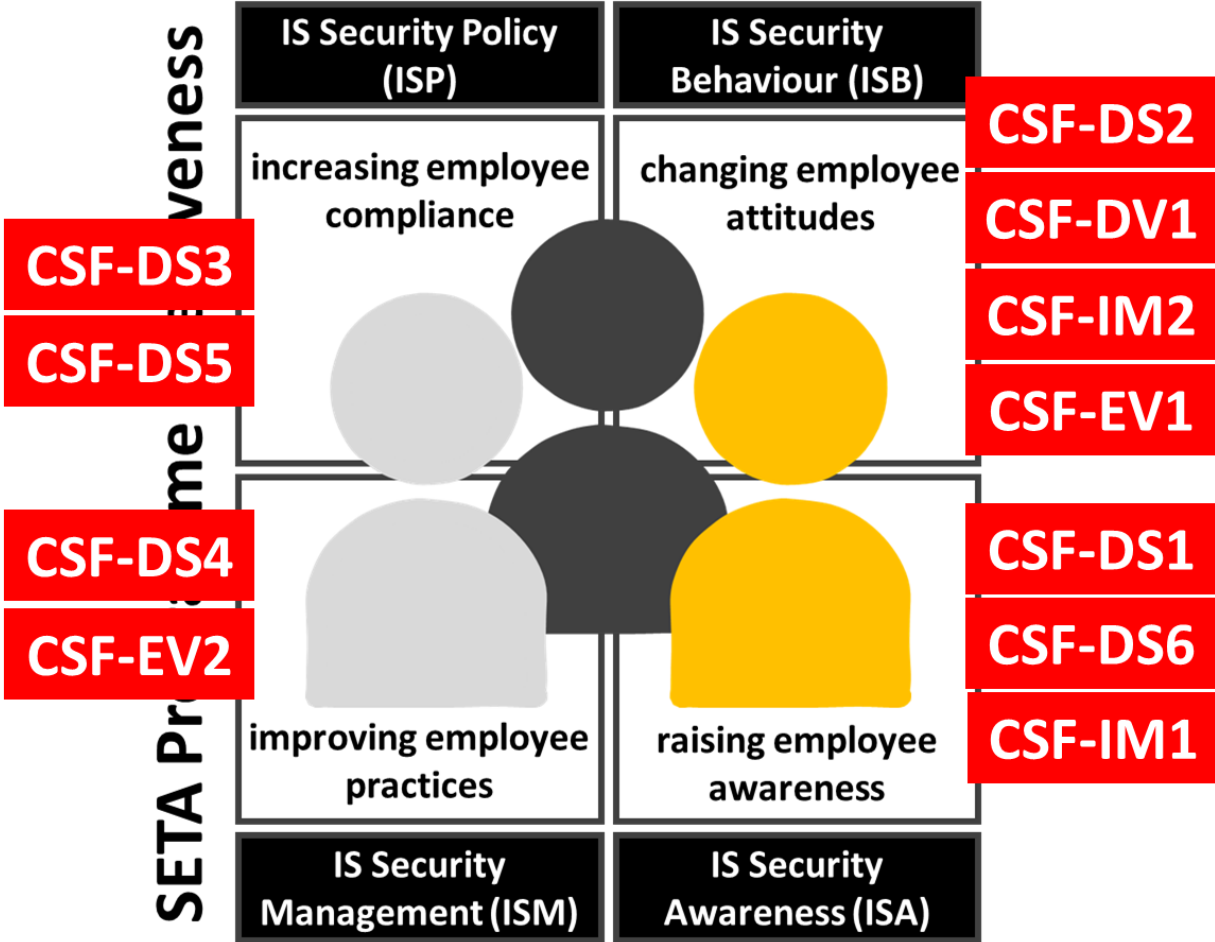 IS Security Policy
(ISP)
IS Security
Behaviour (ISB)
increasing employee
compliance
changing employee
attitudes
CSF-DS3
CSF-DS5
CSF-DS2
CSF-DV1
CSF-IM2
CSF-EV1
CSF-DS4
CSF-EV2
CSF-DS1
CSF-DS6
CSF-IM1
improving employee
practices
raising employee
awareness
IS Security
Management (ISM)
IS Security
Awareness (ISA)
SETA